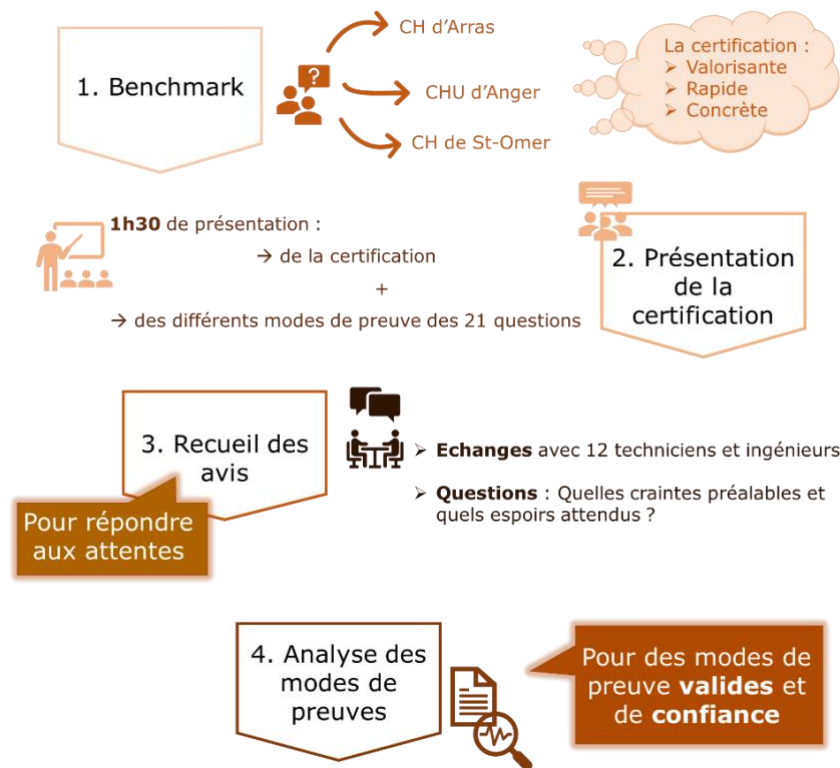 1. Benchmark
?
CH d'Arras
CHU d'Anger
CH de St-Omer
La certification :
➢ Valorisante
➢ Rapide
➢ Concrète
1h30 de présentation :
→ de la certification
+
→ des différents modes de preuve des 21 questions
2. Présentation
de la
certification
3. Recueil des
avis
Pour répondre
aux attentes
➢ Echanges avec 12 techniciens et ingénieurs
➢ Questions : Quelles craintes préalables et
quels espoirs attendus ?
4. Analyse des
modes de
preuves
Pour des modes de
preuve valides et
de confiance